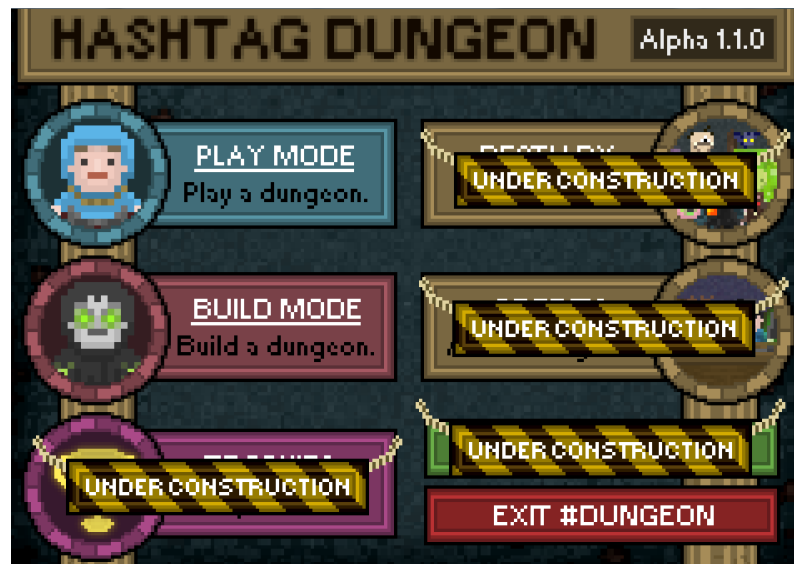 HASHTAG DUNGEON
Alpha 1.1.0
PLAY MODE
Play a dungeon.
UNDER CONSTRUCTION
BUILD MODE
Build a dungeon.
UNDER CONSTRUCTION
UNDER CONSTRUCTION
UNDER CONSTRUCTION
EXIT #DUNGEON